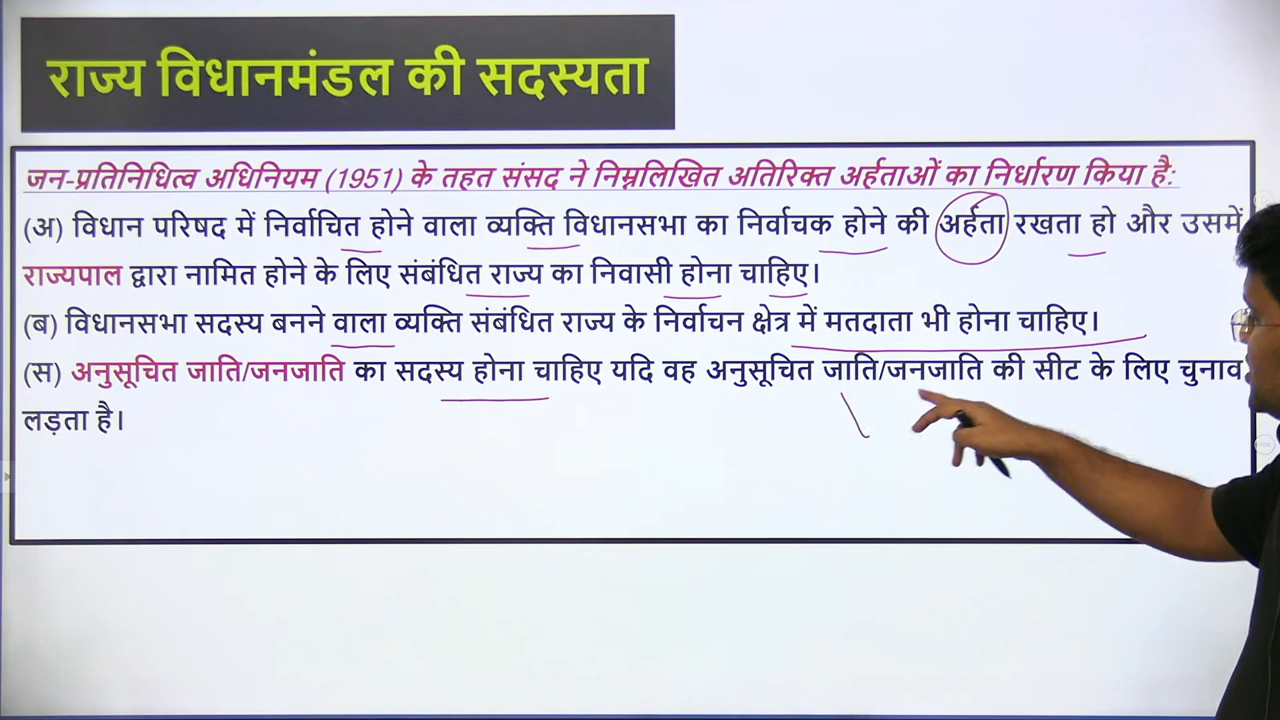 राज्य विधानमंडल की सदस्यता
जन-प्रतिनिधित्व अधिनियम (1951) के तहत संसद ने निम्नलिखित अतिरिक्त अर्हताओं का निर्धारण किया है:
(अ) विधान परिषद में निर्वाचित होने वाला व्यक्ति विधानसभा का निर्वाचक होने की अर्हता रखता हो और उसमें
राज्यपाल द्वारा नामित होने के लिए संबंधित राज्य का निवासी होना चाहिए।
(ब) विधानसभा सदस्य बनने वाला व्यक्ति संबंधित राज्य के निर्वाचन क्षेत्र में मतदाता भी होना चाहिए।
(स) अनुसूचित जाति/जनजाति का सदस्य होना चाहिए यदि वह अनुसूचित जाति/जनजाति की सीट के लिए चुनाव
लड़ता है।